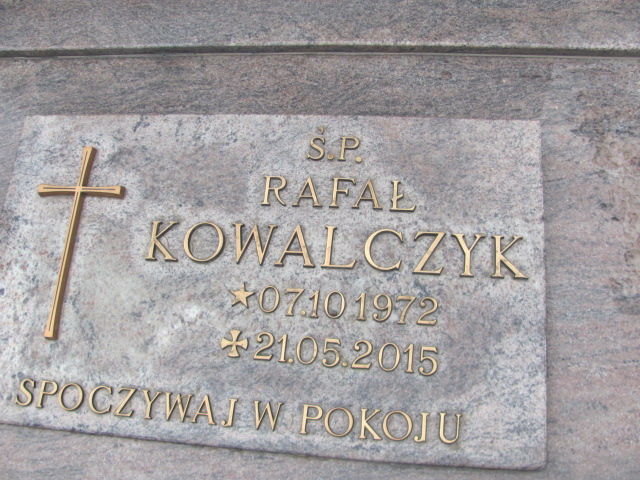 Ś.P.
RAFAŁ
KOWALCZYK
07.10 1972
21.05.2015
SPOCZYWAJ W POKOJU